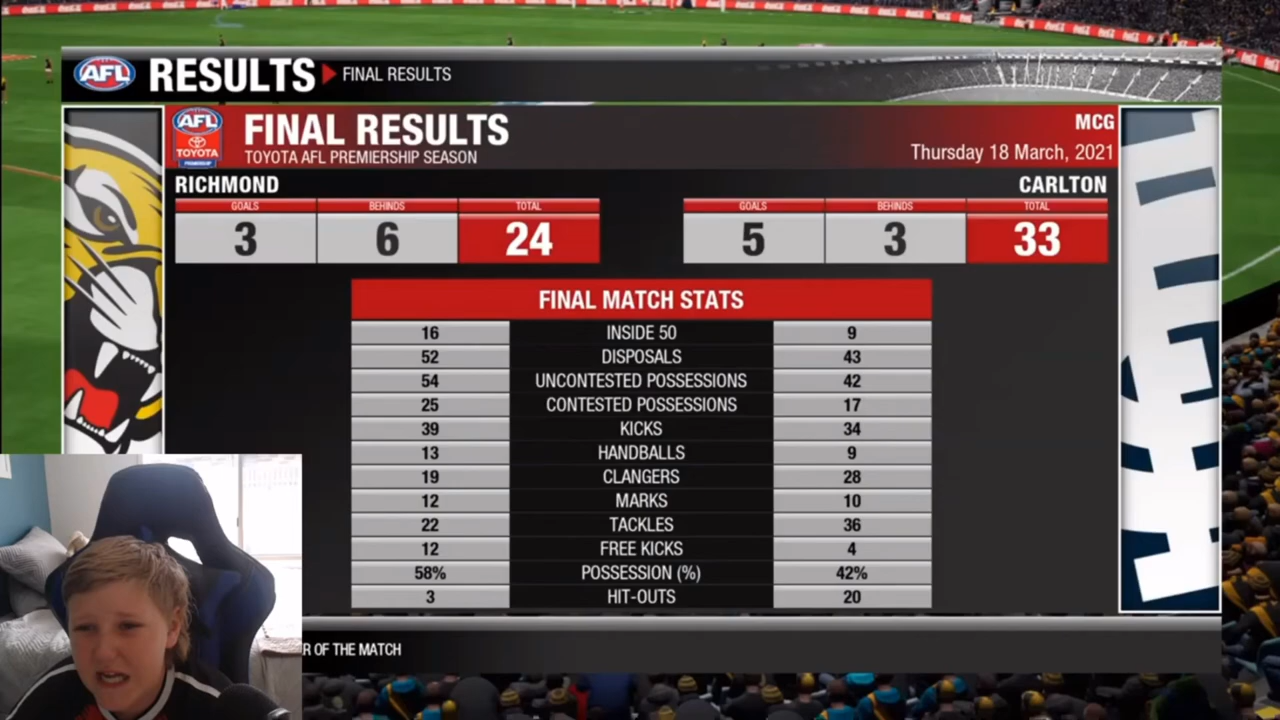 AFL RESULTS FINAL RESULTS
AFL
TOYOTA
PREMIERSHIP
FINAL RESULTS
TOYOTA AFL PREMIERSHIP SEASON
MCG
Thursday 18 March, 2021
RICHMOND
CARLTON
GOALS BEHINDS TOTAL GOALS BEHINDS TOTAL
3 6 24 5 3 33
FINAL MATCH STATS
16 INSIDE 50 9
52 DISPOSALS 43
54 UNCONTESTED POSSESSIONS 42
25 CONTESTED POSSESSIONS 17
39 KICKS 34
13 HANDBALLS 9
19 CLANGERS 28
12 MARKS 10
22 TACKLES 36
12 FREE KICKS 4
58% POSSESSION (%) 42%
3 HIT-OUTS 20
R OF THE MATCH